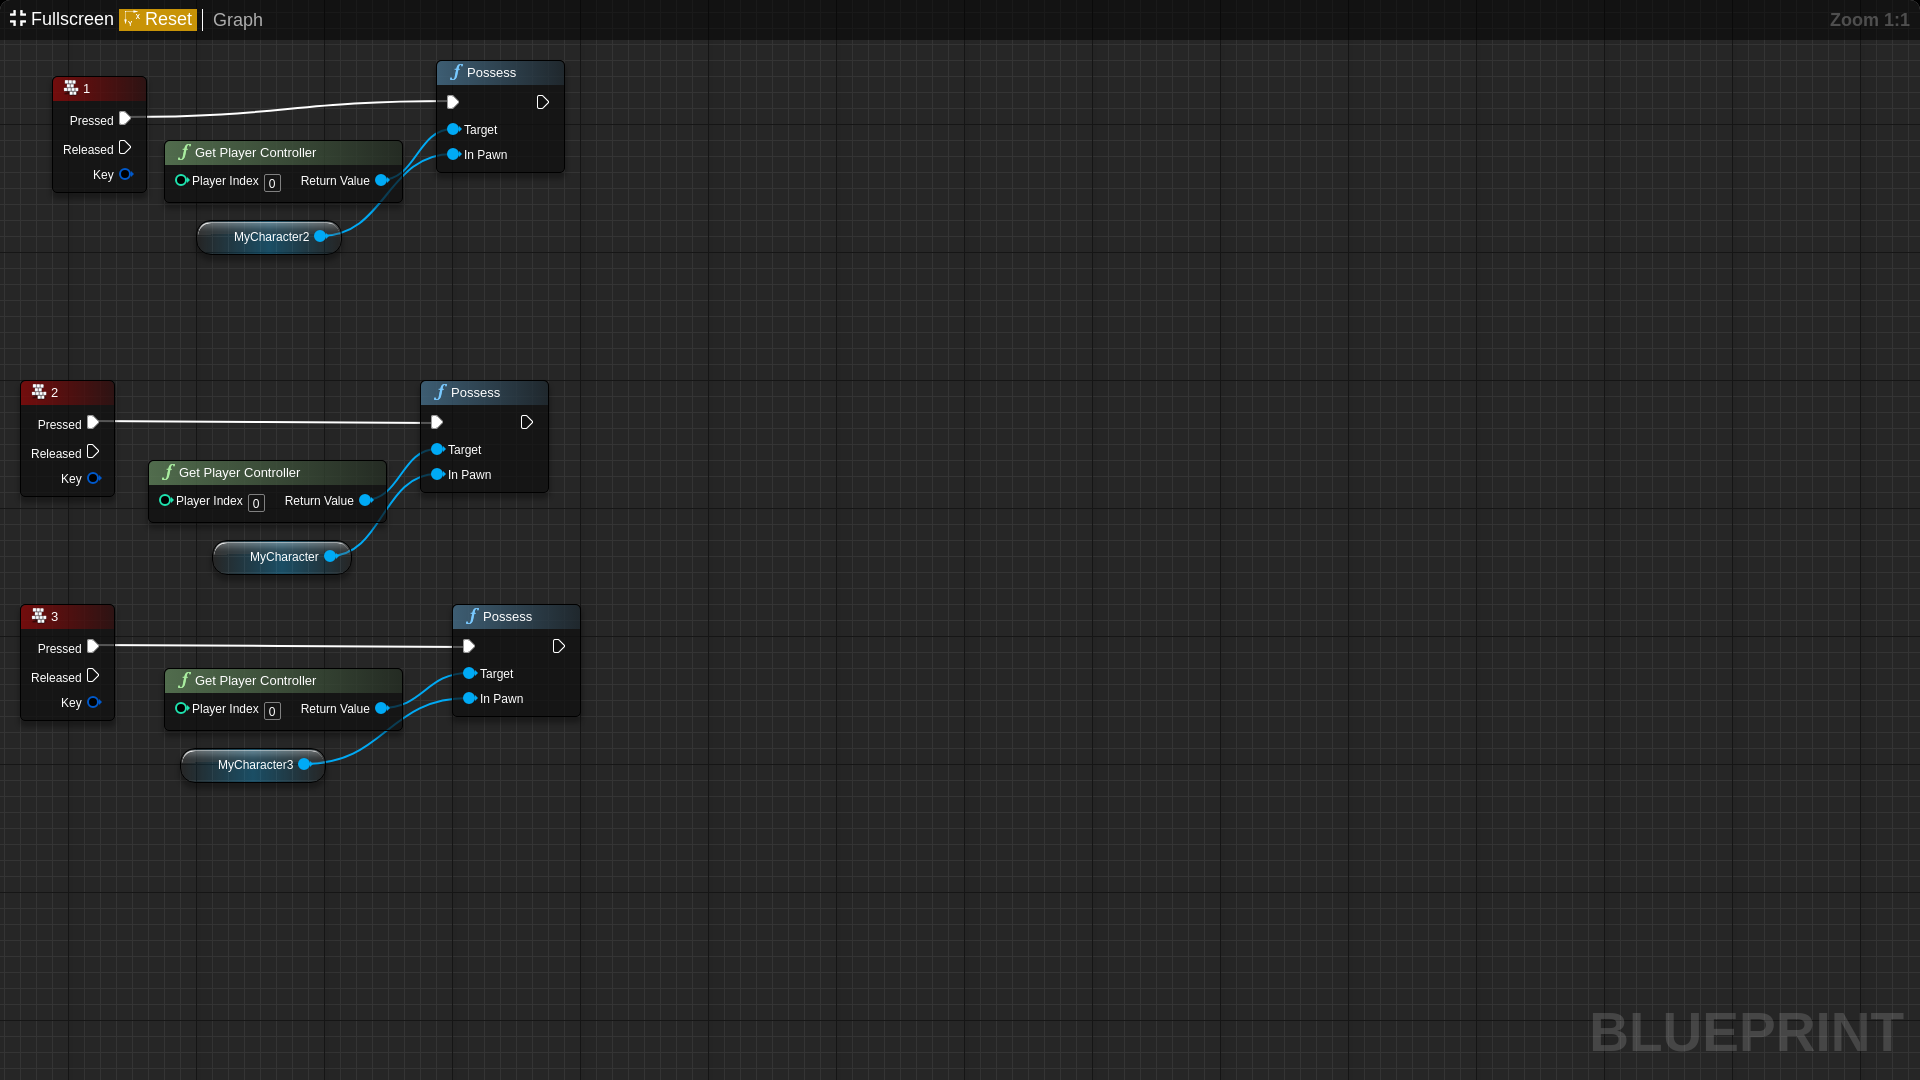 Fullscreen Reset Graph Zoom 1:1
1
Pressed
Released
Key
Get Player Controller
Player Index 0 Return Value
MyCharacter2
Possess
Target
In Pawn
2
Pressed
Released
Key
Get Player Controller
Player Index 0 Return Value
MyCharacter
Possess
Target
In Pawn
3
Pressed
Released
Key
Get Player Controller
Player Index 0 Return Value
MyCharacter3
Possess
Target
In Pawn
BLUEPRINT